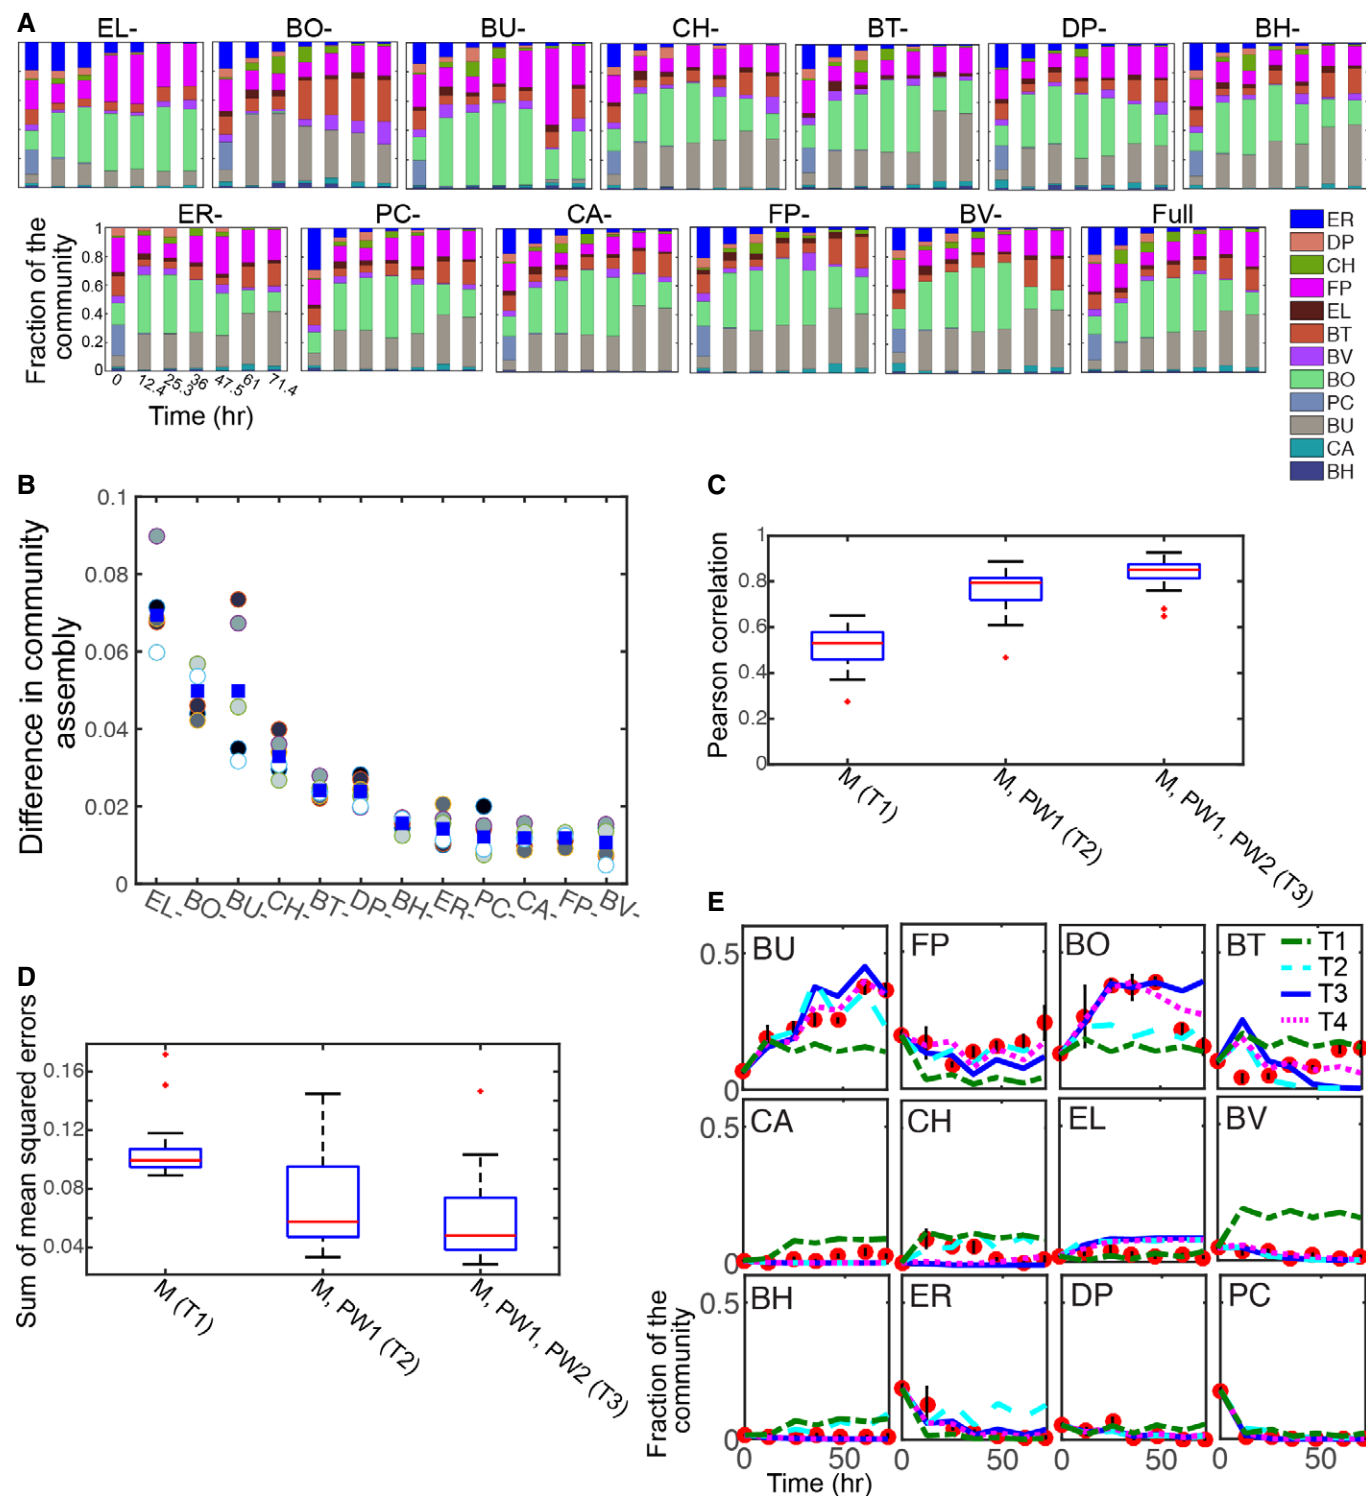 A
EL-
BO-
BU-
CH-
BT-
DP-
BH-
ER-
PC-
CA-
FP-
BV-
Full
Fraction of the
community
1
0.8
0.6
0.4
0.2
0
0
12.4
25.3
36
47.5
61
71.4
Time (hr)
ER
DP
CH
FP
EL
BT
BV
BO
PC
BU
CA
BH
B
Difference in community
assembly
0.1
0.08
0.06
0.04
0.02
0
EL-
BO-
BU-
CH-
BT-
DP-
BH-
ER-
PC-
CA-
FP-
BV-
C
Pearson correlation
1
0.8
0.6
0.4
0.2
0
M (T1)
M, PW1 (T2)
M, PW1, PW2 (T3)
D
Sum of mean squared errors
0.16
0.12
0.08
0.04
M (T1)
M, PW1 (T2)
M, PW1, PW2 (T3)
E
0.5
0
BU
FP
BO
BT
T1
T2
T3
T4
0.5
0
CA
CH
EL
BV
0.5
0
BH
ER
DP
PC
Fraction of the
community
0
50
0
50
0
50
0
50
Time (hr)